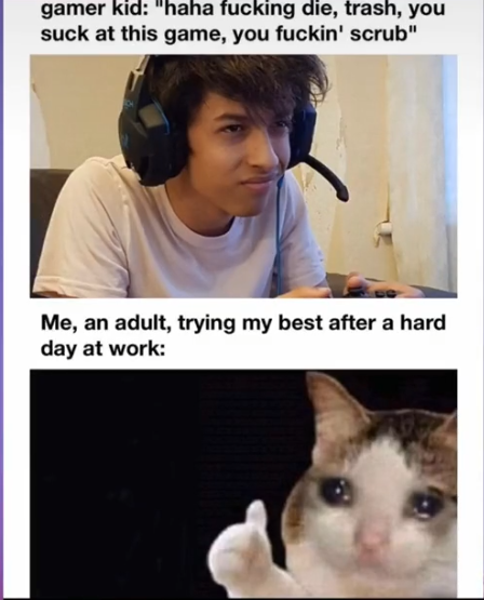 gamer kid: "haha fucking die, trash, you
suck at this game, you fuckin' scrub"
Me, an adult, trying my best after a hard
day at work: